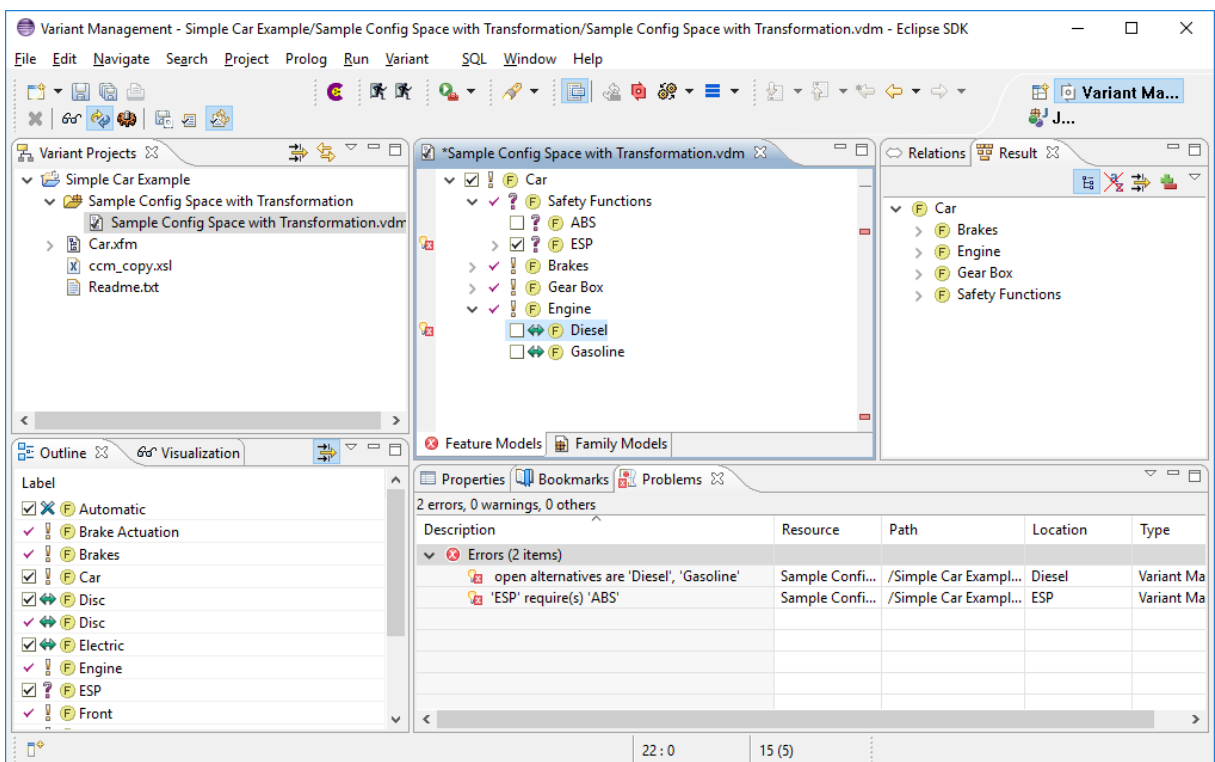 Variant Management - Simple Car Example/Sample Config Space with Transformation/Sample Config Space with Transformation.vdm - Eclipse SDK
File Edit Navigate Search Project Prolog Run Variant SQL Window Help
Variant Ma...
J...
Variant Projects
Simple Car Example
Sample Config Space with Transformation
Sample Config Space with Transformation.vdm
Car.xfm
ccm_copy.xsl
Readme.txt
*Sample Config Space with Transformation.vdm
Car
Safety Functions
ABS
ESP
Brakes
Gear Box
Engine
Diesel
Gasoline
Feature Models Family Models
Relations Result
Car
Brakes
Engine
Gear Box
Safety Functions
Outline Visualization
Label
Automatic
Brake Actuation
Brakes
Car
Disc
Disc
Electric
Engine
ESP
Front
Properties Bookmarks Problems
2 errors, 0 warnings, 0 others
Description Resource Path Location Type
Errors (2 items)
open alternatives are 'Diesel', 'Gasoline' Sample Confi... /Simple Car Exampl... Diesel Variant Ma
'ESP' require(s) 'ABS' Sample Confi... /Simple Car Exampl... ESP Variant Ma
22 : 0 15 (5)